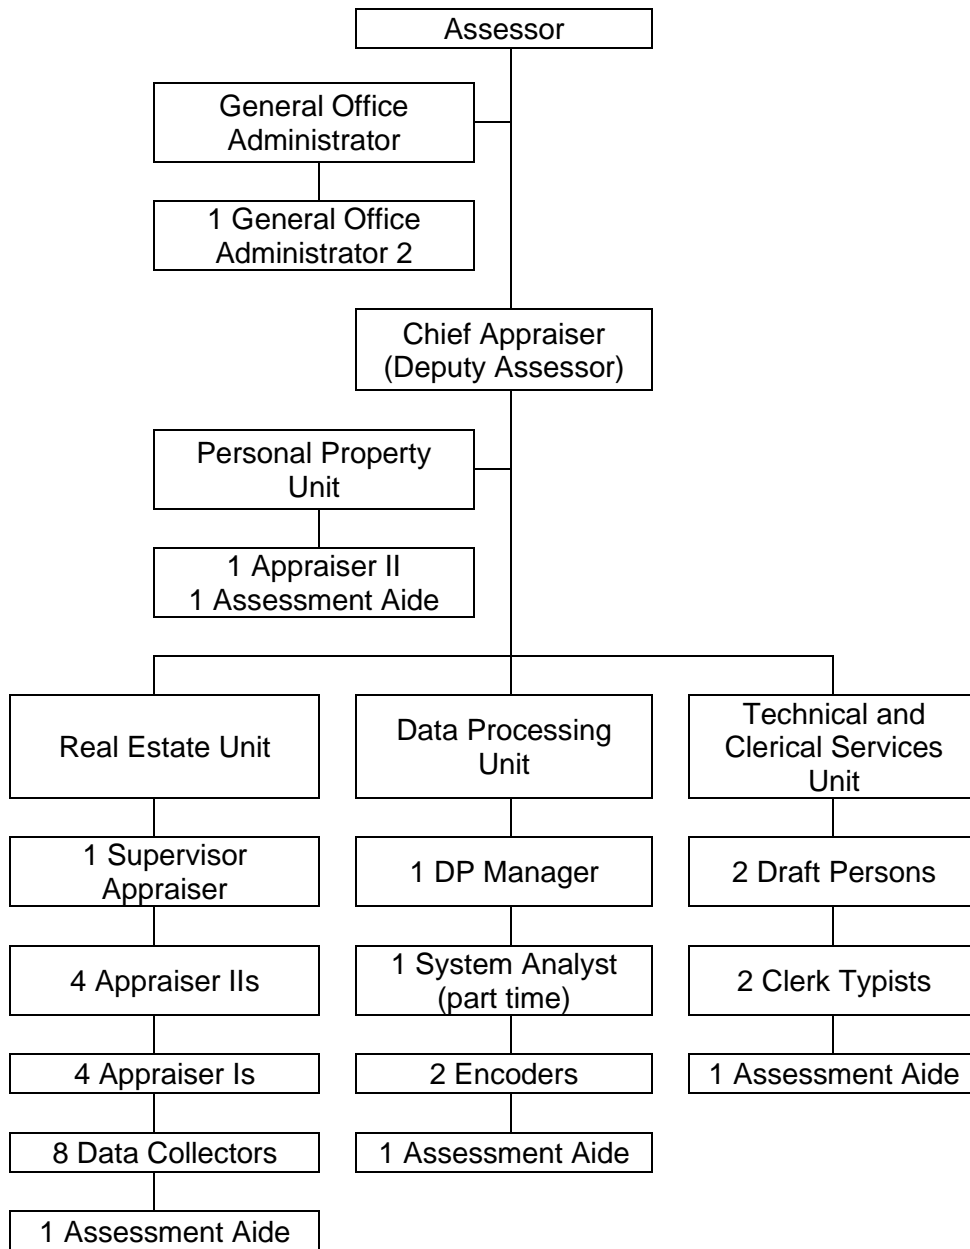 Assessor
General Office
Administrator
1 General Office
Administrator 2
Chief Appraiser
(Deputy Assessor)
Personal Property
Unit
1 Appraiser II
1 Assessment Aide
Real Estate Unit
Data Processing
Unit
Technical and
Clerical Services
Unit
1 Supervisor
Appraiser
1 DP Manager
2 Draft Persons
4 Appraiser IIs
1 System Analyst
(part time)
2 Clerk Typists
4 Appraiser Is
2 Encoders
1 Assessment Aide
8 Data Collectors
1 Assessment Aide
1 Assessment Aide